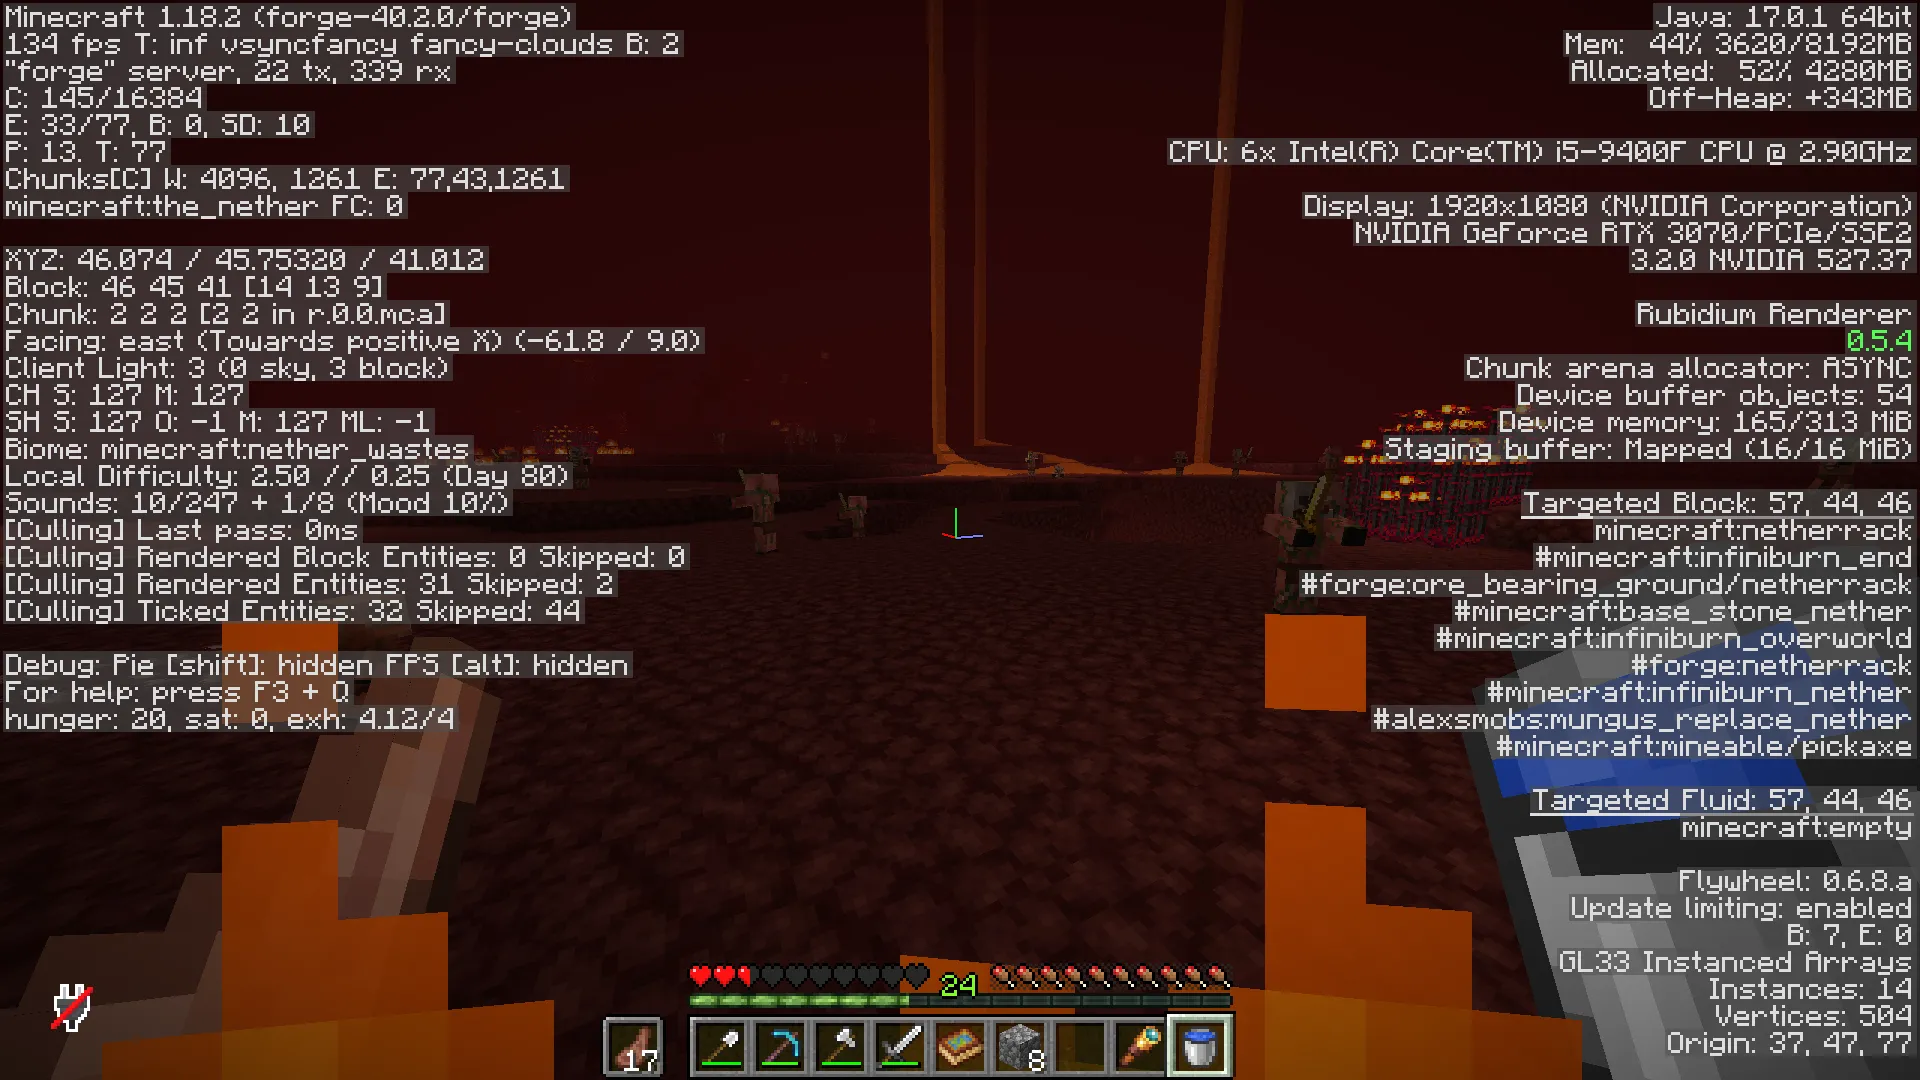 Minecraft 1.18.2 (forge-40.2.0/forge)
134 fps T: inf vsyncfancy fancy-clouds B: 2
"forge" server, 22 tx, 339 rx
C: 145/16384
E: 33/77, B: 0, SD: 10
P: 13. T: 77
Chunks[C] W: 4096, 1261 E: 77,43,1261
minecraft:the_nether FC: 0
XYZ: 46.074 / 45.75320 / 41.012
Block: 46 45 41 [14 13 9]
Chunk: 2 2 2 [2 2 in r.0.0.mca]
Facing: east (Towards positive X) (-61.8 / 9.0)
Client Light: 3 (0 sky, 3 block)
CH S: 127 M: 127
SH S: 127 O: -1 M: 127 ML: -1
Biome: minecraft:nether_wastes
Local Difficulty: 2.50 // 0.25 (Day 80)
Sounds: 10/247 + 1/8 (Mood 10%)
[Culling] Last pass: 0ms
[Culling] Rendered Block Entities: 0 Skipped: 0
[Culling] Rendered Entities: 31 Skipped: 2
[Culling] Ticked Entities: 32 Skipped: 44
Debug: Pie [shift]: hidden FPS [alt]: hidden
For help: press F3 + Q
hunger: 20, sat: 0, exh: 4.12/4
Java: 17.0.1 64bit
Mem: 44% 3620/8192MB
Allocated: 52% 4280MB
Off-Heap: +343MB
CPU: 6x Intel(R) Core(TM) i5-9400F CPU @ 2.90GHz
Display: 1920x1080 (NVIDIA Corporation)
NVIDIA GeForce RTX 3070/PCIe/SSE2
3.2.0 NVIDIA 527.37
Rubidium Renderer
0.5.4
Chunk arena allocator: ASYNC
Device buffer objects: 54
Device memory: 165/313 MiB
Staging buffer: Mapped (16/16 MiB)
Targeted Block: 57, 44, 46
minecraft:netherrack
#minecraft:infiniburn_end
#forge:ore_bearing_ground/netherrack
#minecraft:base_stone_nether
#minecraft:infiniburn_overworld
#forge:netherrack
#minecraft:infiniburn_nether
#alexsmobs:mungus_replace_nether
#minecraft:mineable/pickaxe
Targeted Fluid: 57, 44, 46
minecraft:empty
Flywheel: 0.6.8.a
Update limiting: enabled
B: 7, E: 0
GL33 Instanced Arrays
Instances: 14
Vertices: 504
Origin: 37, 47, 77
24
17
8